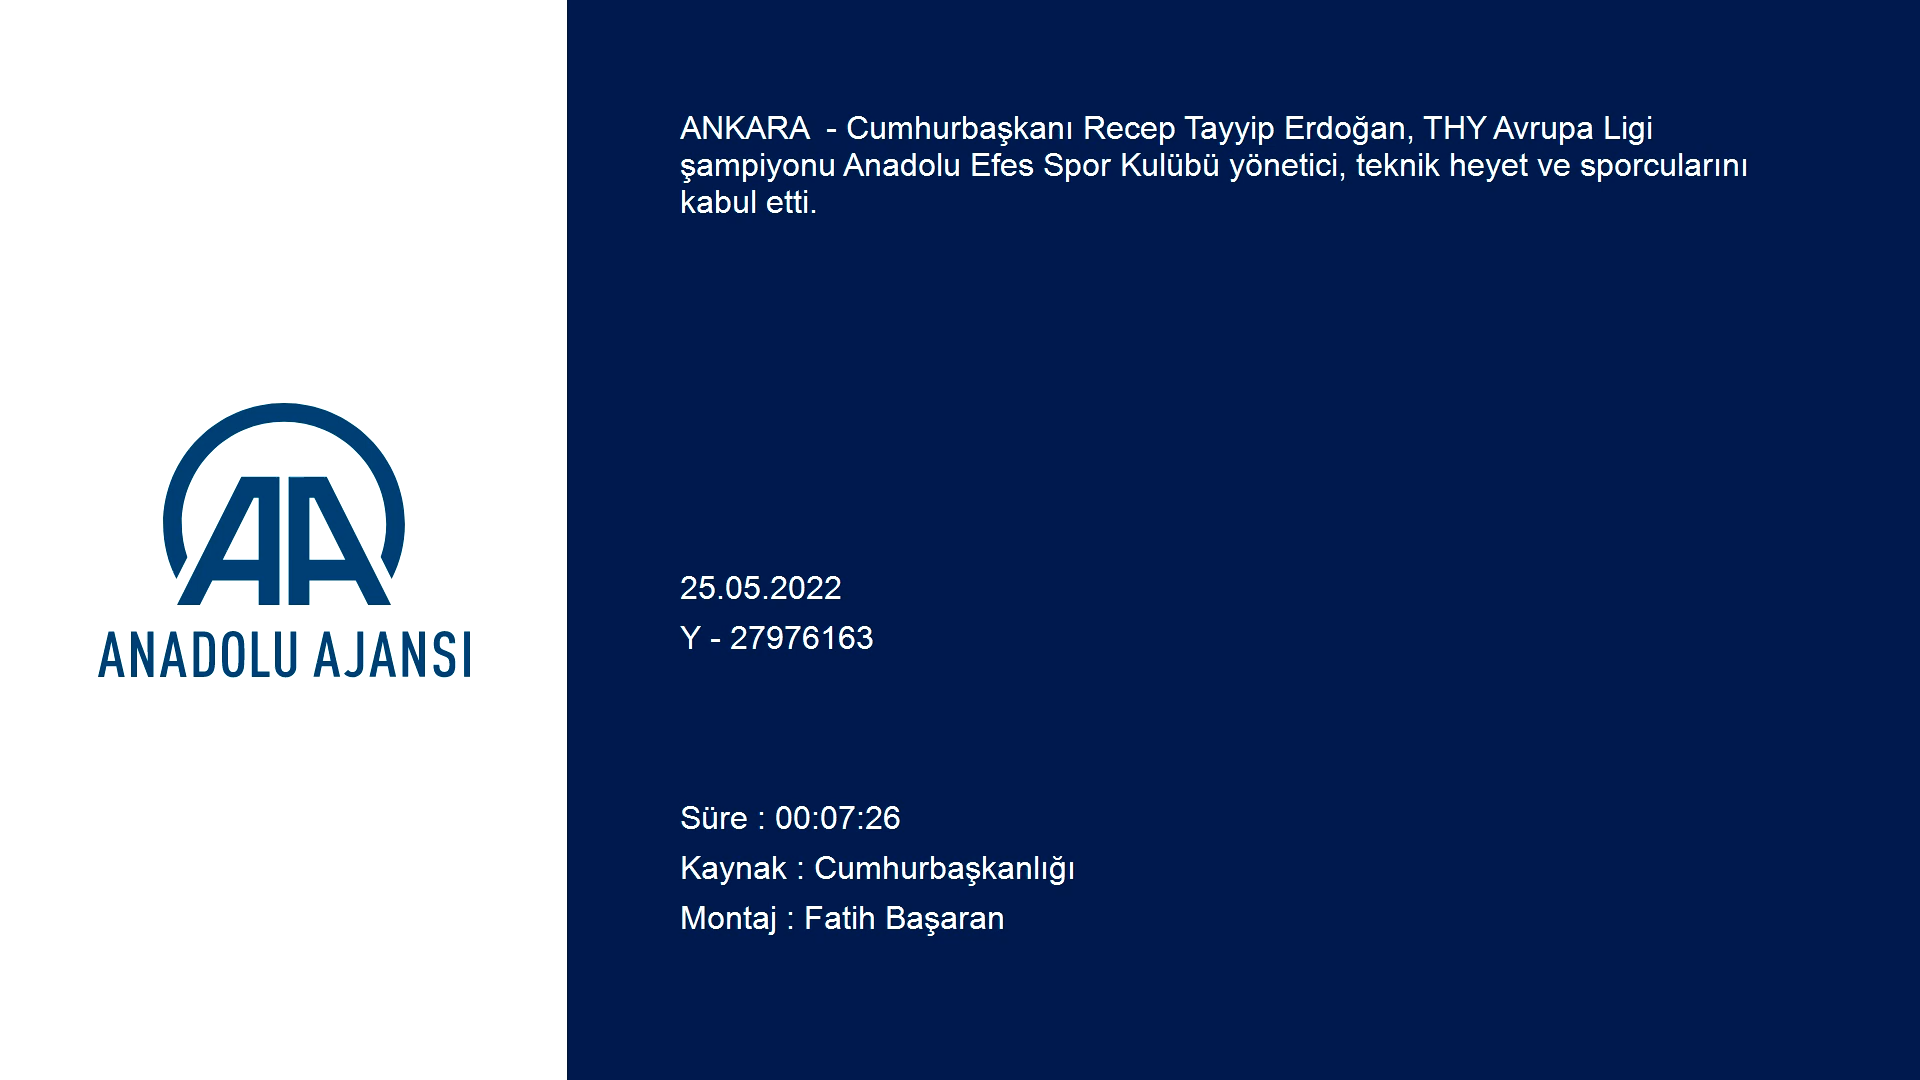 ANKARA  - Cumhurbaşkanı Recep Tayyip Erdoğan, THY Avrupa Ligi
şampiyonu Anadolu Efes Spor Kulübü yönetici, teknik heyet ve sporcularını
kabul etti.
AA
ANADOLU AJANSI
25.05.2022
Y - 27976163
Süre : 00:07:26
Kaynak : Cumhurbaşkanlığı
Montaj : Fatih Başaran